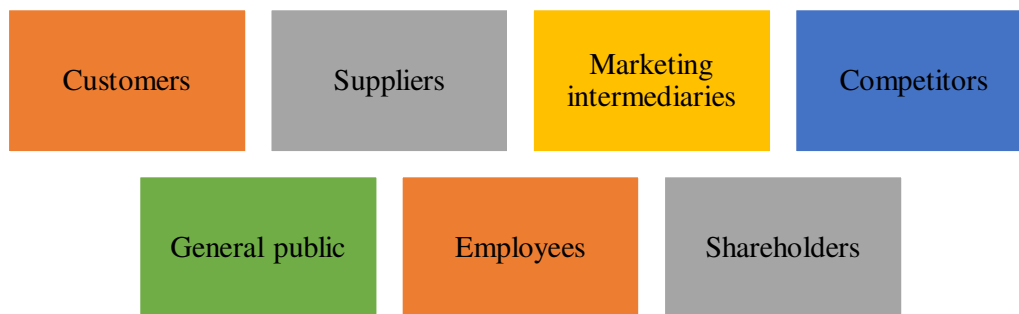 Customers
Suppliers
Marketing
intermediaries
Competitors
General public
Employees
Shareholders